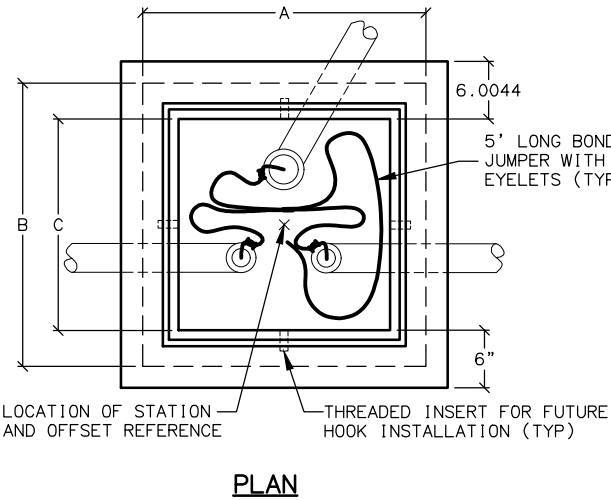 A
6.0044
5' LONG BOND
JUMPER WITH
EYELETS (TYP
B
C
6"
LOCATION OF STATION
AND OFFSET REFERENCE
THREADED INSERT FOR FUTURE
HOOK INSTALLATION (TYP)
PLAN